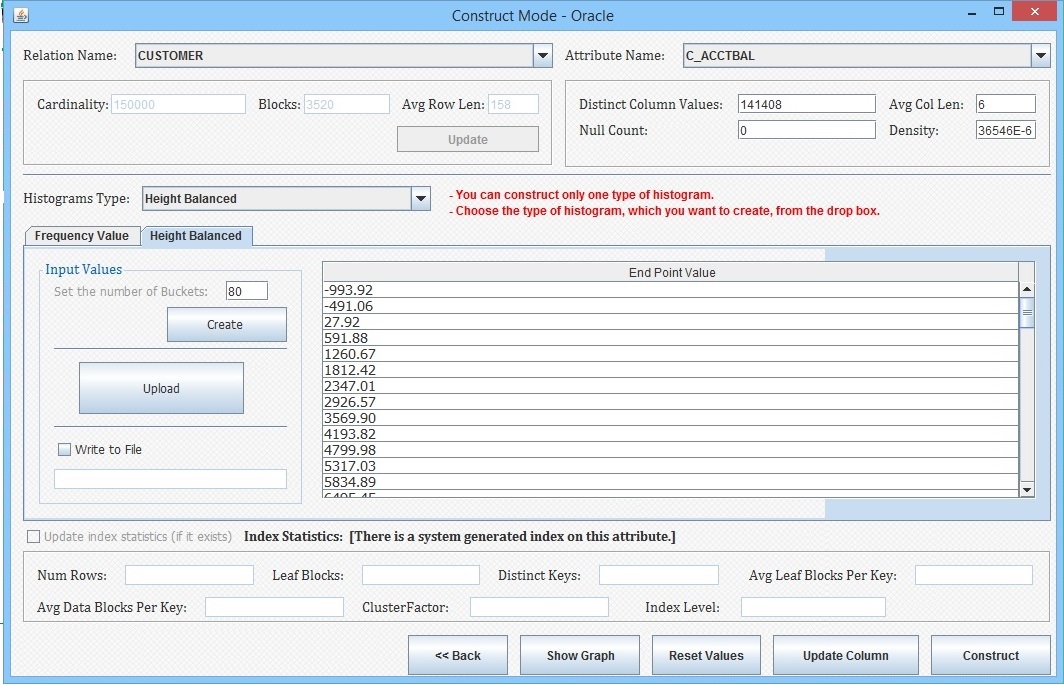 Construct Mode - Oracle
Relation Name: CUSTOMER Attribute Name: C_ACCTBAL
Cardinality: 150000 Blocks: 3520 Avg Row Len: 158 Distinct Column Values: 141408 Avg Col Len: 6
Null Count: 0 Density: 36546E-6
Update
Histograms Type: Height Balanced
- You can construct only one type of histogram.
- Choose the type of histogram, which you want to create, from the drop box.
Frequency Value Height Balanced
Input Values
Set the number of Buckets: 80
Create
Upload
Write to File
End Point Value
-993.92
-491.06
27.92
591.88
1260.67
1812.42
2347.01
2926.57
3569.90
4193.82
4799.98
5317.03
5834.89
Update index statistics (if it exists) Index Statistics: [There is a system generated index on this attribute.]
Num Rows: Leaf Blocks: Distinct Keys: Avg Leaf Blocks Per Key:
Avg Data Blocks Per Key: ClusterFactor: Index Level:
<< Back Show Graph Reset Values Update Column Construct